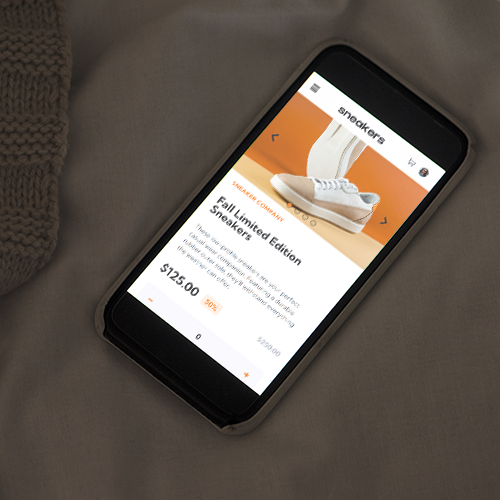 sneakers
SNEAKER COMPANY
Fall Limited Edition
Sneakers
These low-profile sneakers are your perfect
casual wear companion. Featuring a durable
rubber outer sole, they'll withstand everything
the weather can offer.
$125.00
50%
$250.00
-
0
+